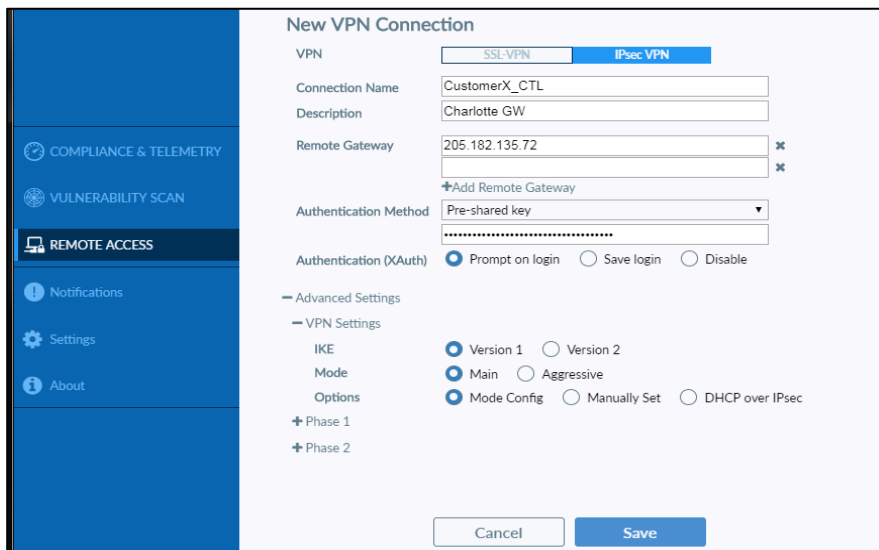 New VPN Connection
VPN SSL-VPN IPsec VPN
Connection Name CustomerX_CTL
Description Charlotte GW
COMPLIANCE & TELEMETRY
VULNERABILITY SCAN
REMOTE ACCESS
Notifications
Settings
About
Remote Gateway 205.182.135.72
+Add Remote Gateway
Authentication Method Pre-shared key
Authentication (XAuth) Prompt on login Save login Disable
Advanced Settings
VPN Settings
IKE Version 1 Version 2
Mode Main Aggressive
Options Mode Config Manually Set DHCP over IPsec
+ Phase 1
+ Phase 2
Cancel Save